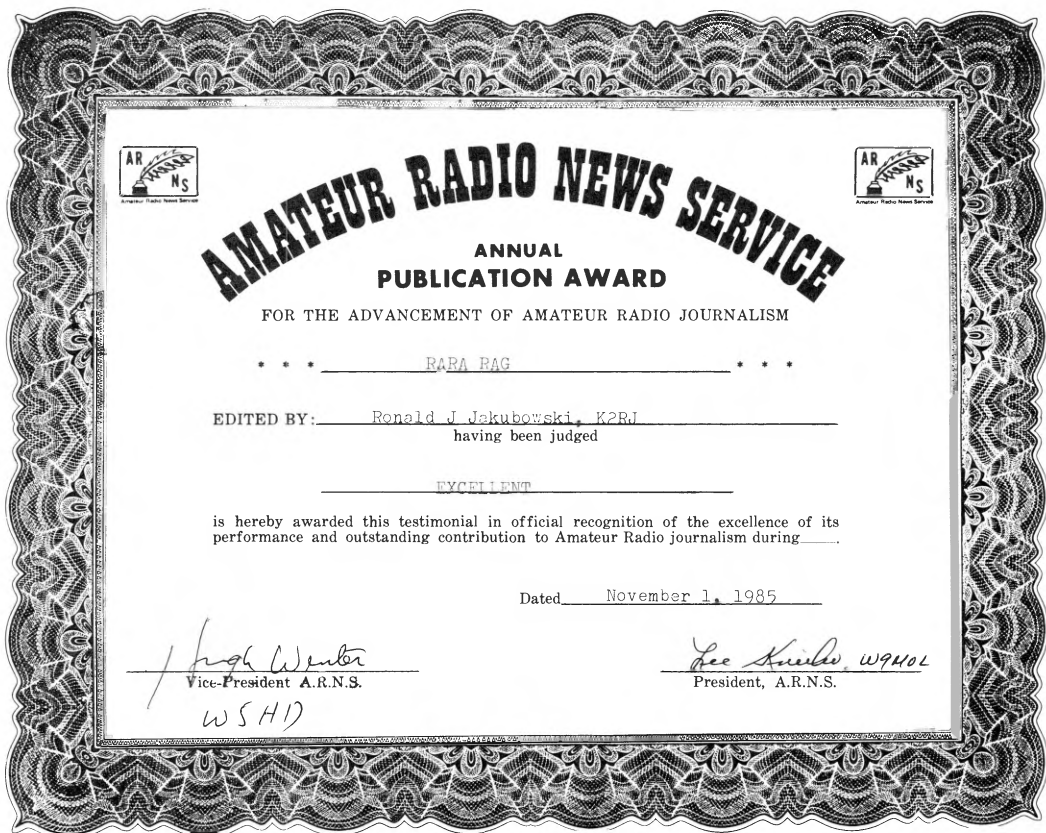 AR
NS
Amateur Radio News Service
AR
NS
Amateur Radio News Service
AMATEUR RADIO NEWS SERVICE
ANNUAL
PUBLICATION AWARD
FOR THE ADVANCEMENT OF AMATEUR RADIO JOURNALISM
* * * RARA RAG * * *
EDITED BY: Ronald J Jakubowski, K2RJ
having been judged
EXCELLENT
is hereby awarded this testimonial in official recognition of the excellence of its
performance and outstanding contribution to Amateur Radio journalism during____.
Dated November 1, 1985
Hugh Winter
Vice-President A.R.N.S.
W5HD
Lee W9MOL
President, A.R.N.S.